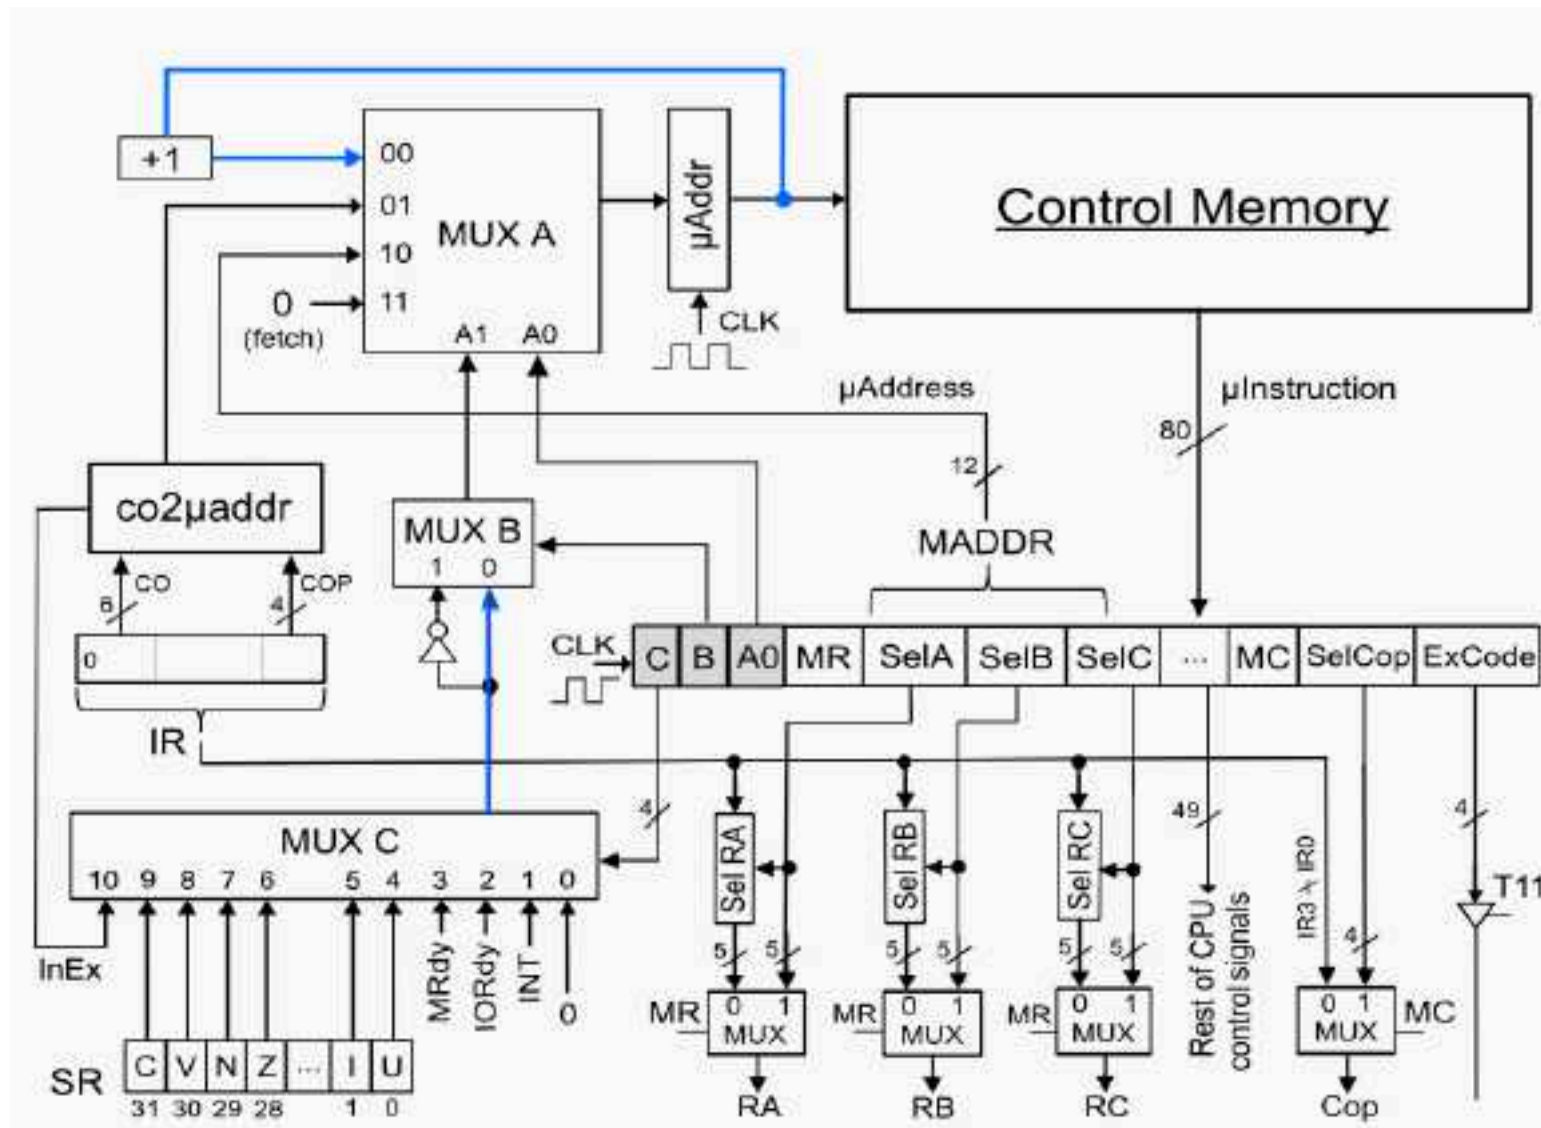 +1
00
01
10
11
MUX A
A1 A0
0
(fetch)
µAddr
CLK
Control Memory
µAddress
µInstruction
80
12
MADDR
co2µaddr
CO
COP
6
4
0
IR
MUX B
1 0
CLK
C B A0 MR SelA SelB SelC ... MC SelCop ExCode
MUX C
10 9 8 7 6 5 4 3 2 1 0
4
InEx
MRdy
IORdy
INT
0
SR
C V N Z ... I U
31 30 29 28 1 0
Sel RA
Sel RB
Sel RC
5 5
5 5
5 5
49
Rest of CPU
control signals
4
4
T11
MR 0 1
MUX
RA
MR 0 1
MUX
RB
MR 0 1
MUX
RC
0 1 MC
MUX
Cop